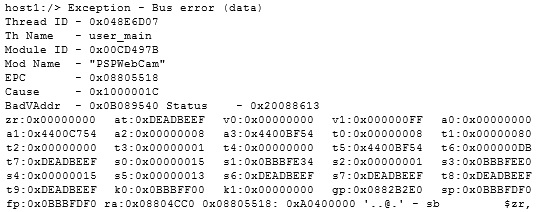 host1:/> Exception - Bus error (data)
Thread ID - 0x048E6D07
Th Name   - user_main
Module ID - 0x00CD497B
Mod Name  - "PSPWebCam"
EPC       - 0x08805518
Cause     - 0x1000001C
BadVAddr  - 0x0B089540 Status    - 0x20088613
zr:0x00000000   at:0xDEADBEEF   v0:0x00000000   v1:0x000000FF   a0:0x00000000
a1:0x4400C754   a2:0x00000008   a3:0x4400BF54   t0:0x00000008   t1:0x00000080
t2:0x00000000   t3:0x00000001   t4:0x00000000   t5:0x4400BF54   t6:0x000000DB
t7:0xDEADBEEF   s0:0x00000015   s1:0x0BBBFE34   s2:0x00000001   s3:0x0BBBFEE0
s4:0x00000015   s5:0x00000013   s6:0xDEADBEEF   s7:0xDEADBEEF   t8:0xDEADBEEF
t9:0xDEADBEEF   k0:0x0BBBFF00   k1:0x00000000   gp:0x0882B2E0   sp:0x0BBBFDF0
fp:0x0BBBFDF0 ra:0x08804CC0 0x08805518: 0xA0400000 '..@.' - sb         $zr,